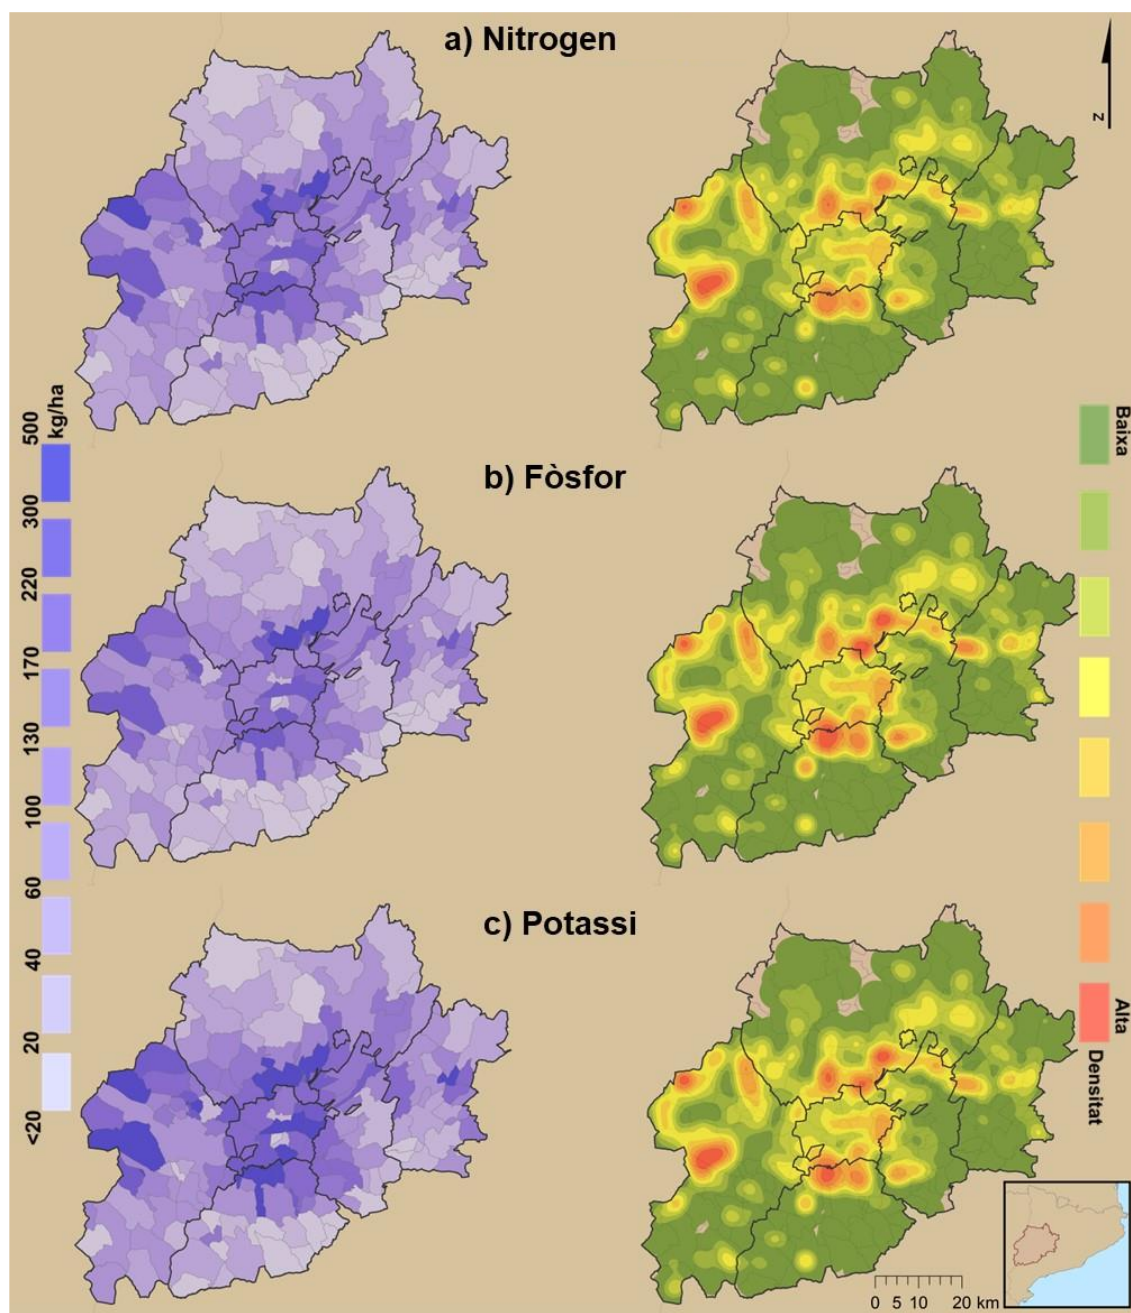 a) Nitrogen
z
kg/ha
500
300
220
170
130
100
60
40
20
<20
b) Fòsfor
Baixa
Alta
Densitat
c) Potassi
0 5 10 20 km